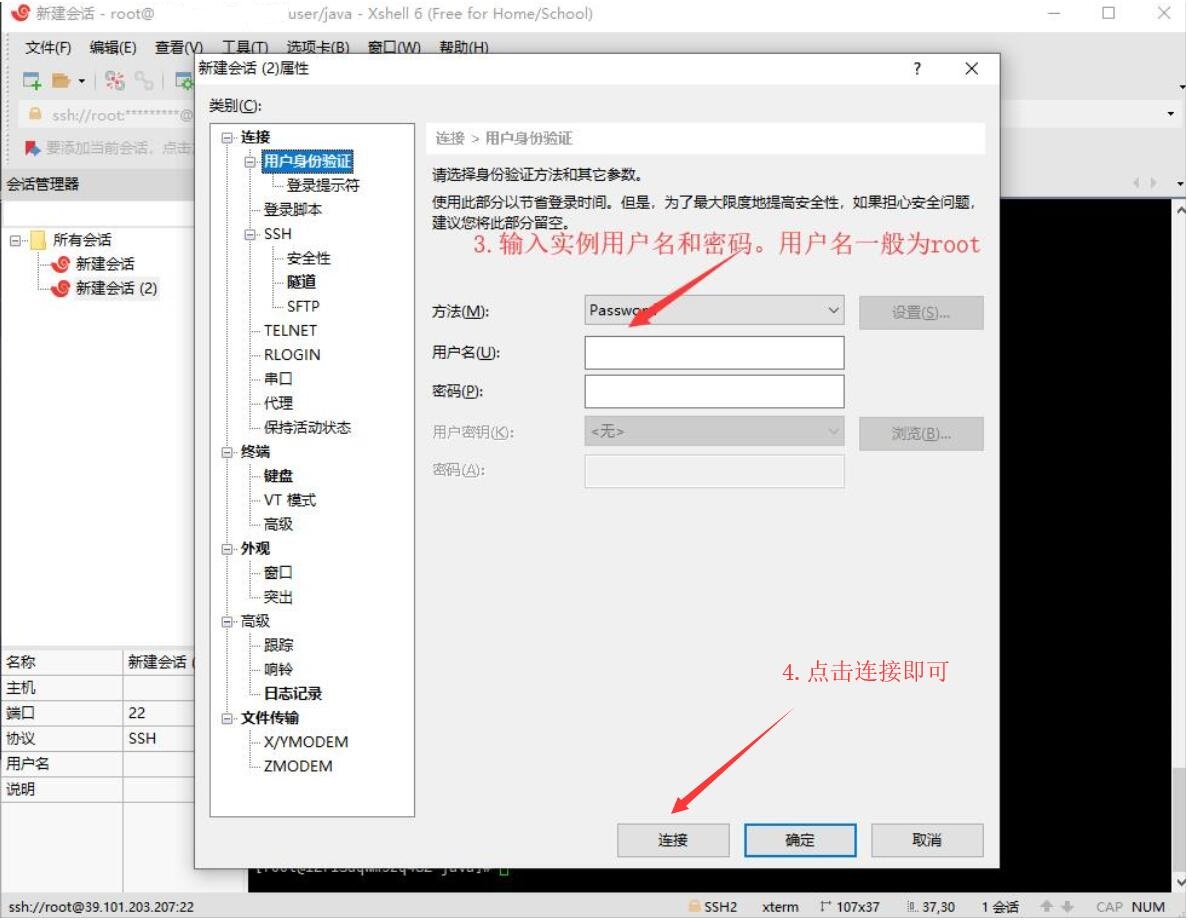 新建会话 - root@ user/java - Xshell 6 (Free for Home/School)
文件(F) 编辑(E) 查看(V) 工具(T) 选项卡(B) 窗口(W) 帮助(H)
新建会话 (2)属性
?
ssh://root:*********@
要添加当前会话，点击
会话管理器
所有会话
新建会话
新建会话 (2)
类别(C):
连接
用户身份验证
登录提示符
登录脚本
SSH
安全性
隧道
SFTP
TELNET
RLOGIN
串口
代理
保持活动状态
终端
键盘
VT 模式
高级
外观
窗口
突出
高级
跟踪
响铃
日志记录
文件传输
X/YMODEM
ZMODEM
连接 > 用户身份验证
请选择身份验证方法和其它参数。
使用此部分以节省登录时间。但是，为了最大限度地提高安全性，如果担心安全问题，
建议您将此部分留空。
3.输入实例用户名和密码。用户名一般为root
方法(M): Password 设置(S)...
用户名(U):
密码(P):
用户密钥(K): <无> 浏览(B)...
密码(A):
4.点击连接即可
连接 确定 取消
名称 新建会话 (
主机
端口 22
协议 SSH
用户名
说明
ssh://root@39.101.203.207:22 SSH2 xterm 107x37 37,30 1 会话 CAP NUM